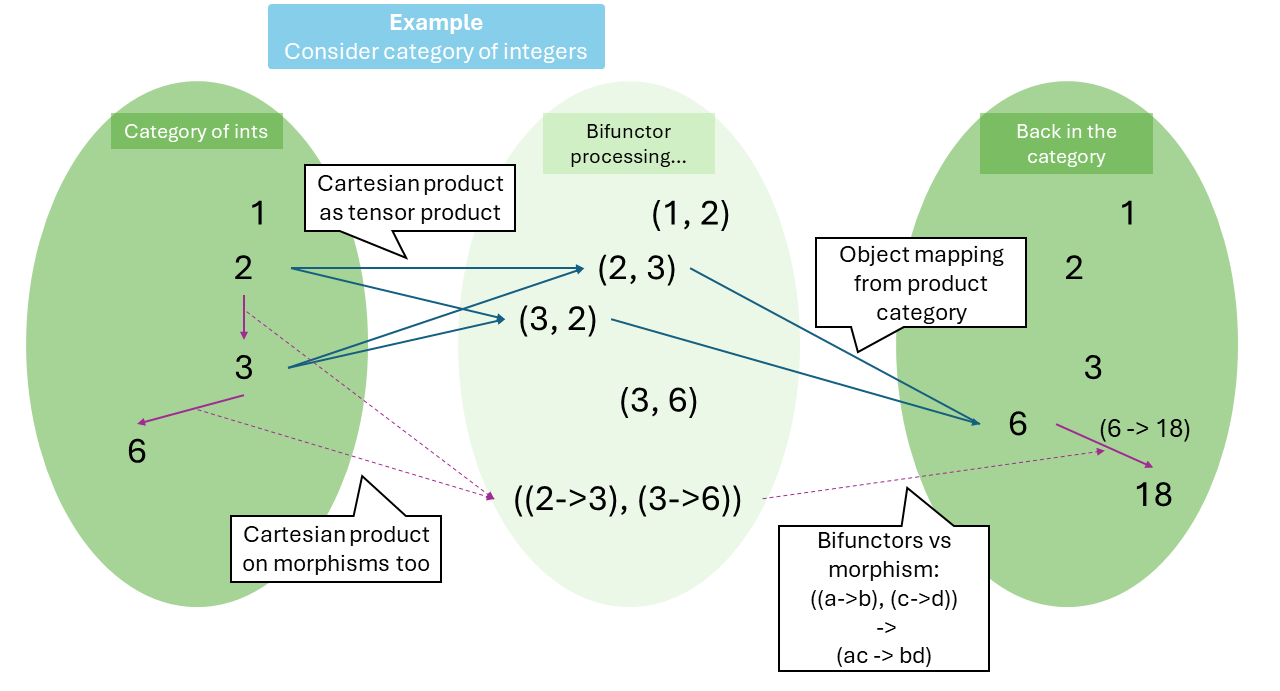 Example
Consider category of integers
Category of ints
Bifunctor
processing...
Back in the
category
Cartesian product
as tensor product
1
2
3
6
(1, 2)
(2, 3)
(3, 2)
(3, 6)
((2->3), (3->6))
Object mapping
from product
category
1
2
3
6
(6 -> 18)
18
Cartesian product
on morphisms too
Bifunctors vs
morphism:
((a->b), (c->d))
->
(ac -> bd)